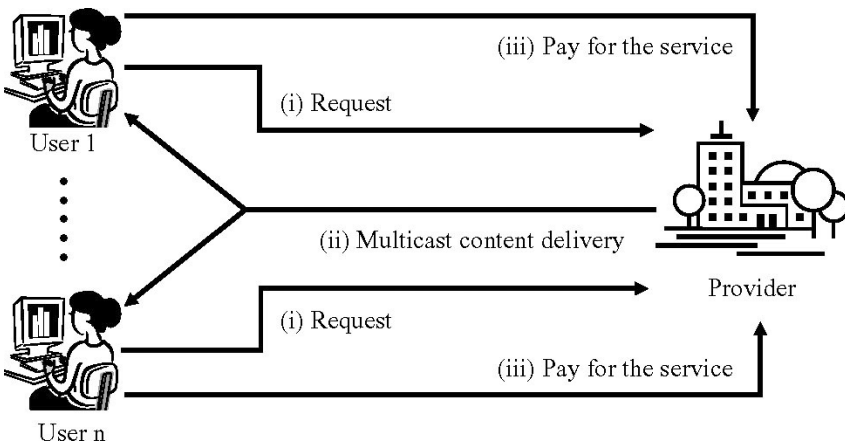 (iii) Pay for the service
(i) Request
User 1
(ii) Multicast content delivery
Provider
(i) Request
(iii) Pay for the service
User n